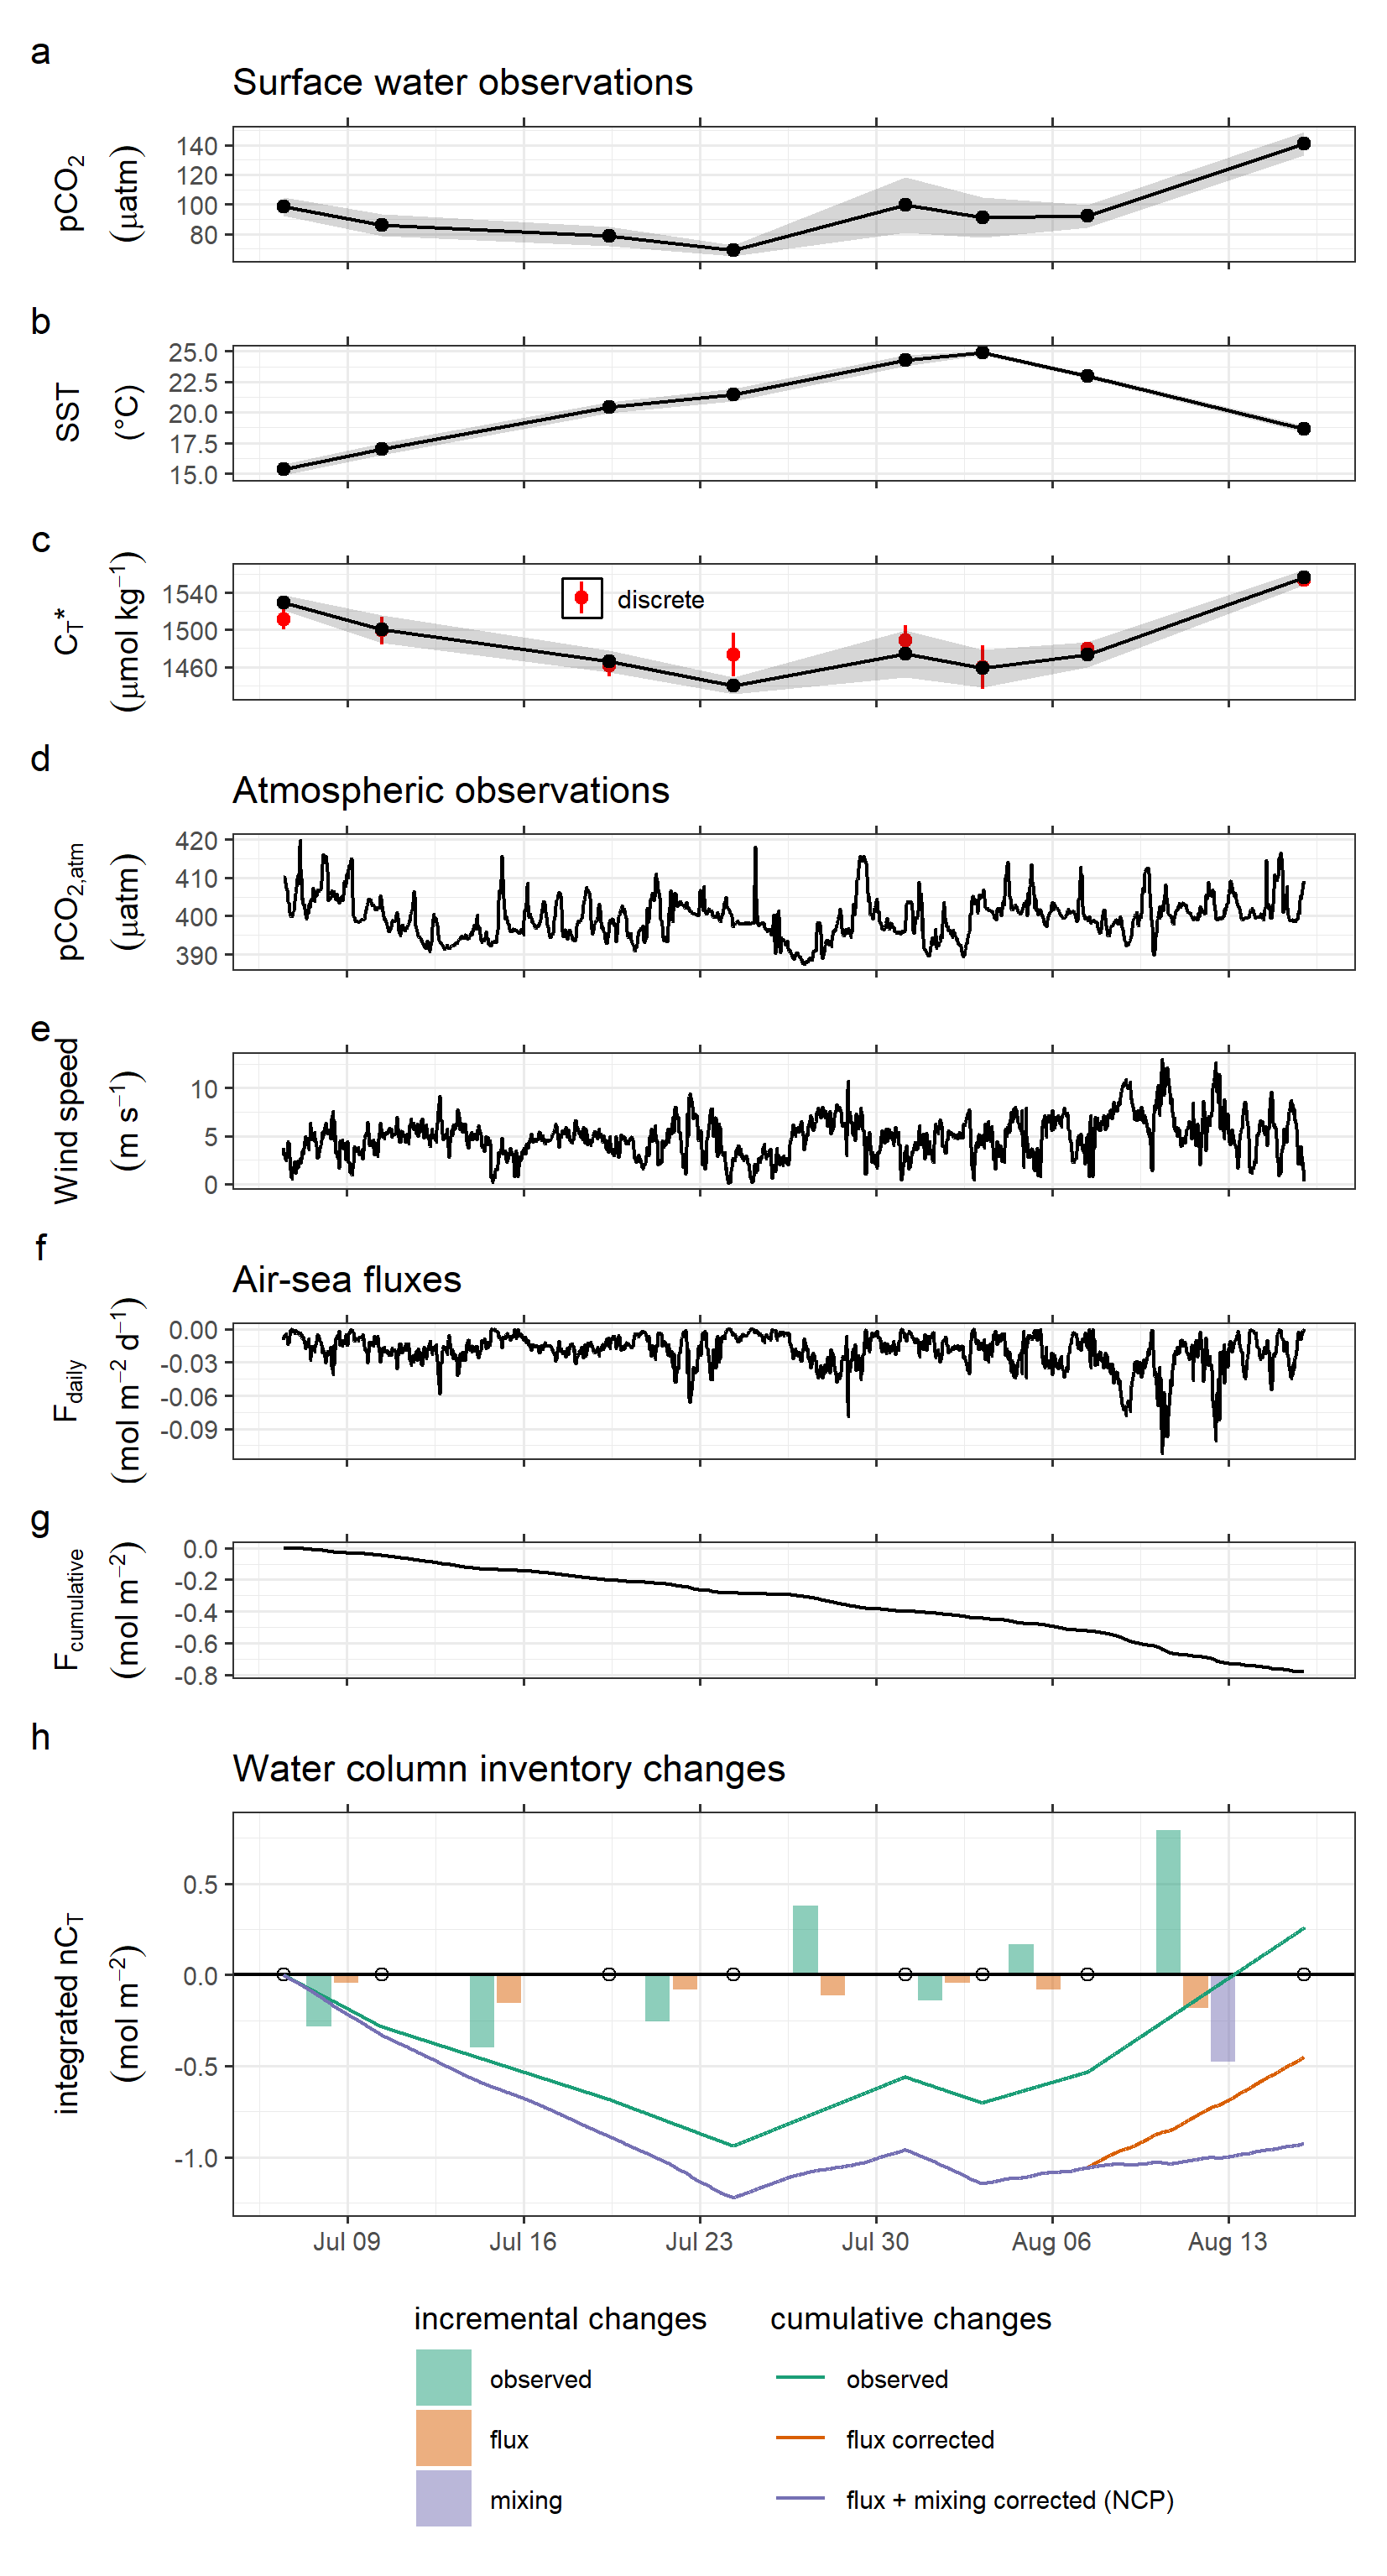 a
Surface water observations
pCO2
(µatm)
140
120
100
80
b
SST
(°C)
25.0
22.5
20.0
17.5
15.0
c
CT*
(µmol kg−1)
1540
1500
1460
discrete
d
Atmospheric observations
pCO2,atm
(µatm)
420
410
400
390
e
Wind speed
(m s−1)
10
5
0
f
Air-sea fluxes
Fdaily
(mol m−2 d−1)
0.00
-0.03
-0.06
-0.09
g
Fcumulative
(mol m−2)
0.0
-0.2
-0.4
-0.6
-0.8
h
Water column inventory changes
integrated nCT
(mol m−2)
0.5
0.0
-0.5
-1.0
Jul 09 Jul 16 Jul 23 Jul 30 Aug 06 Aug 13
incremental changes
observed
flux
mixing
cumulative changes
observed
flux corrected
flux + mixing corrected (NCP)